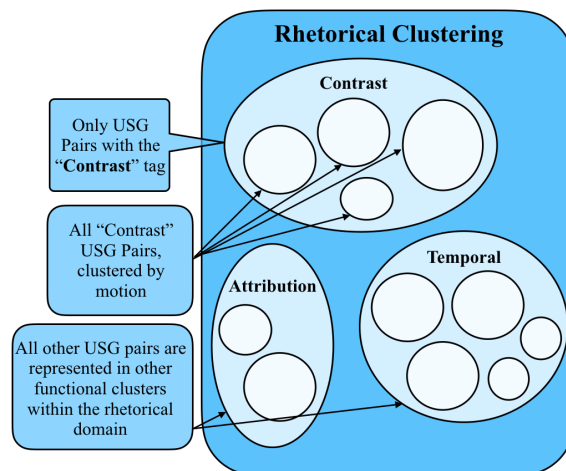 Rhetorical Clustering
Contrast
Only USG
Pairs with the
“Contrast” tag
All “Contrast”
USG Pairs,
clustered by
motion
Attribution
Temporal
All other USG pairs are
represented in other
functional clusters
within the rhetorical
domain